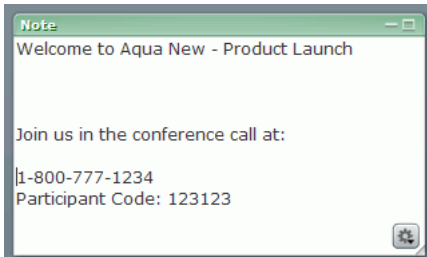 Note
Welcome to Aqua New - Product Launch
Join us in the conference call at:
1-800-777-1234
Participant Code: 123123